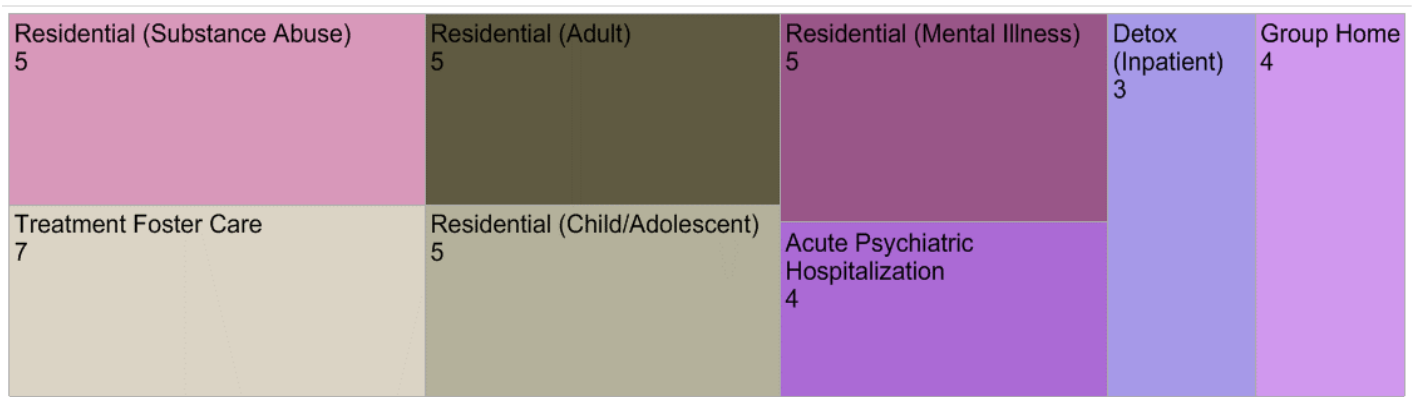 Residential (Substance Abuse)
5
Treatment Foster Care
7
Residential (Adult)
5
Residential (Child/Adolescent)
5
Residential (Mental Illness)
5
Acute Psychiatric
Hospitalization
4
Detox
(Inpatient)
3
Group Home
4